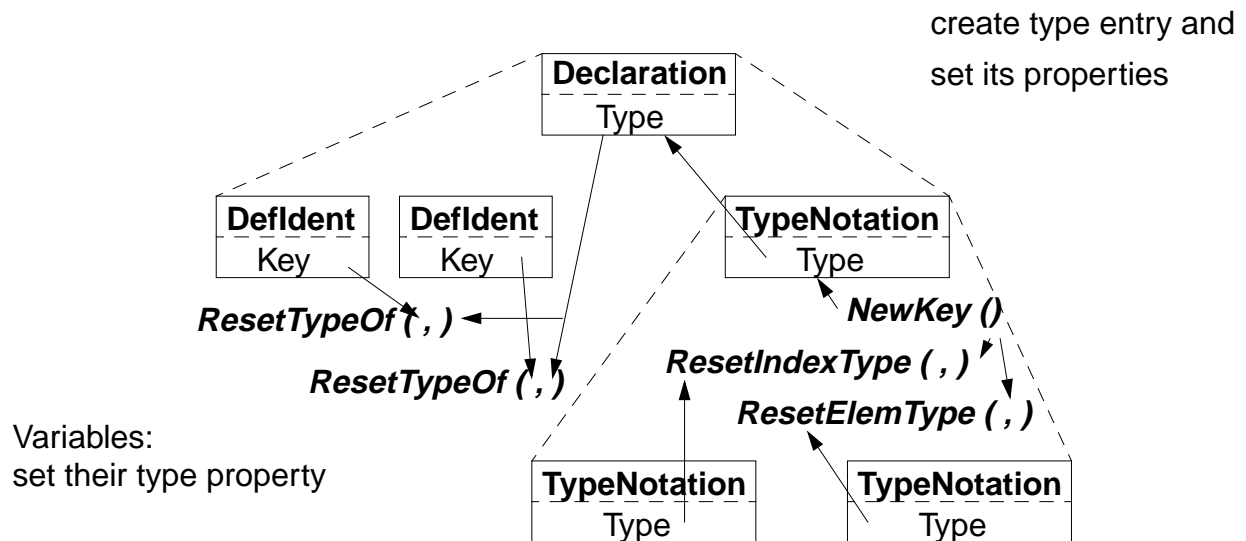 create type entry and
set its properties
Declaration
Type
DefIdent
Key
DefIdent
Key
TypeNotation
Type
ResetTypeOf ( , )
NewKey ()
ResetTypeOf ( , )
ResetIndexType ( , )
ResetElemType ( , )
Variables:
set their type property
TypeNotation
Type
TypeNotation
Type